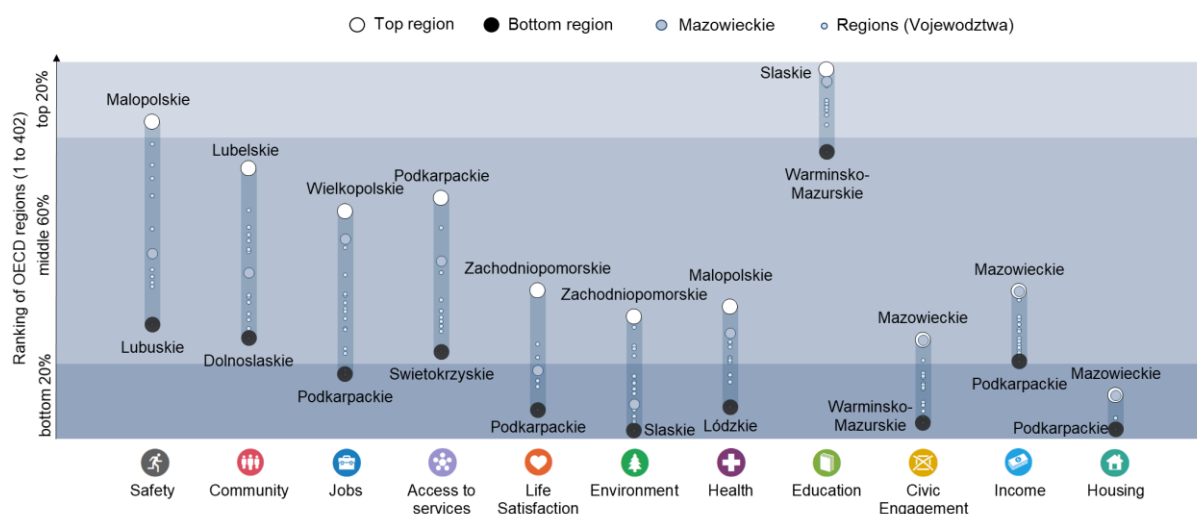 Top region
Bottom region
Mazowieckie
Regions (Vojewodztwa)
Ranking of OECD regions (1 to 402)
top 20%
middle 60%
bottom 20%
Malopolskie
Lubuskie
Lubelskie
Dolnoslaskie
Wielkopolskie
Podkarpackie
Podkarpackie
Swietokrzyskie
Zachodniopomorskie
Podkarpackie
Zachodniopomorskie
Slaskie
Malopolskie
Lódzkie
Slaskie
Warminsko-
Mazurskie
Mazowieckie
Warminsko-
Mazurskie
Mazowieckie
Podkarpackie
Mazowieckie
Podkarpackie
Safety
Community
Jobs
Access to
services
Life
Satisfaction
Environment
Health
Education
Civic
Engagement
Income
Housing